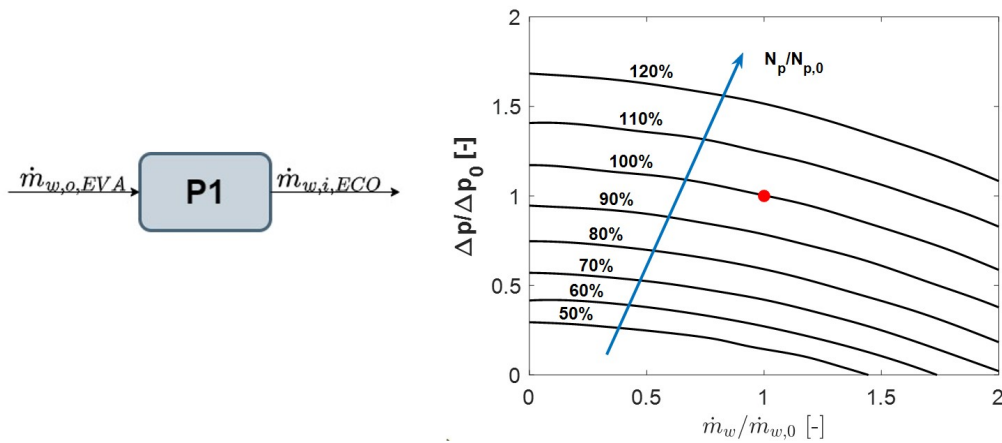 ṁw,o,EVA
P1
ṁw,i,ECO
2
1.5
1
0.5
0
Δp/Δp0 [-]
Np/Np,0
120%
110%
100%
90%
80%
70%
60%
50%
0 0.5 1 1.5 2
ṁw/ṁw,0 [-]